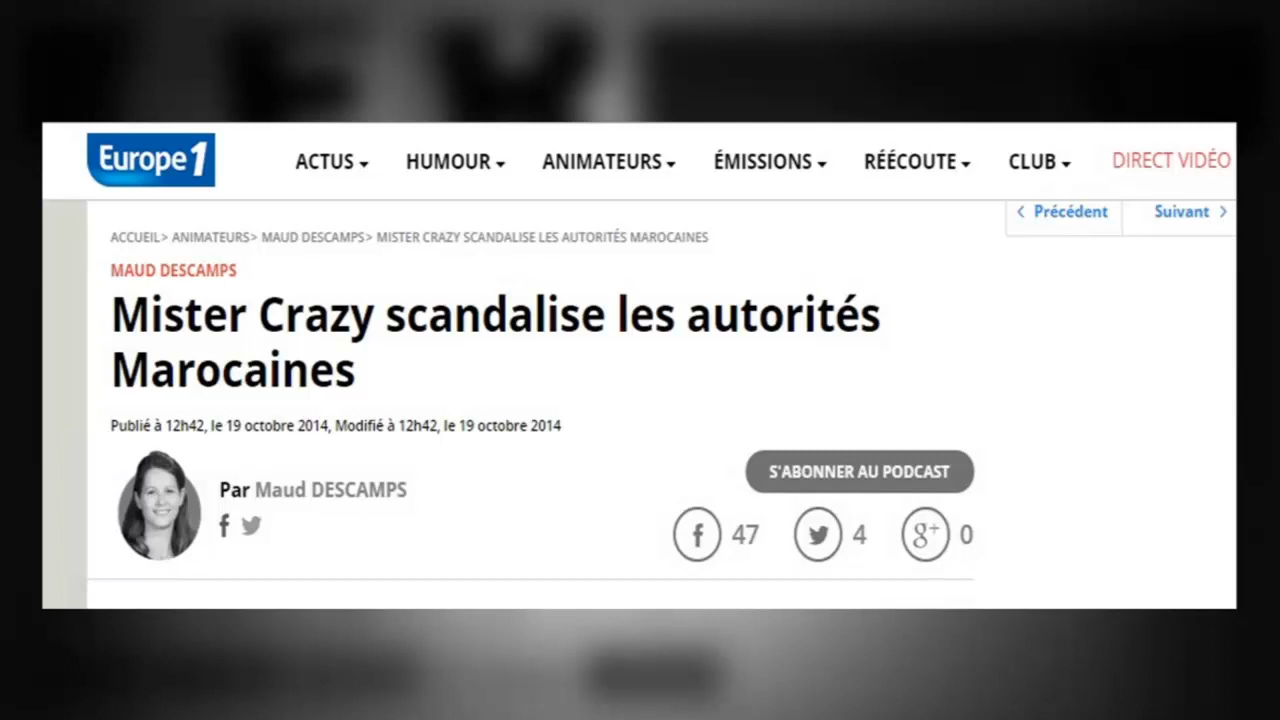 Europe 1
ACTUS HUMOUR ANIMATEURS ÉMISSIONS RÉÉCOUTE CLUB DIRECT VIDÉO
Précédent Suivant
ACCUEIL> ANIMATEURS> MAUD DESCAMPS> MISTER CRAZY SCANDALISE LES AUTORITÉS MAROCAINES
MAUD DESCAMPS
Mister Crazy scandalise les autorités
Marocaines
Publié à 12h42, le 19 octobre 2014, Modifié à 12h42, le 19 octobre 2014
S'ABONNER AU PODCAST
Par Maud DESCAMPS
f 47 4 g+ 0